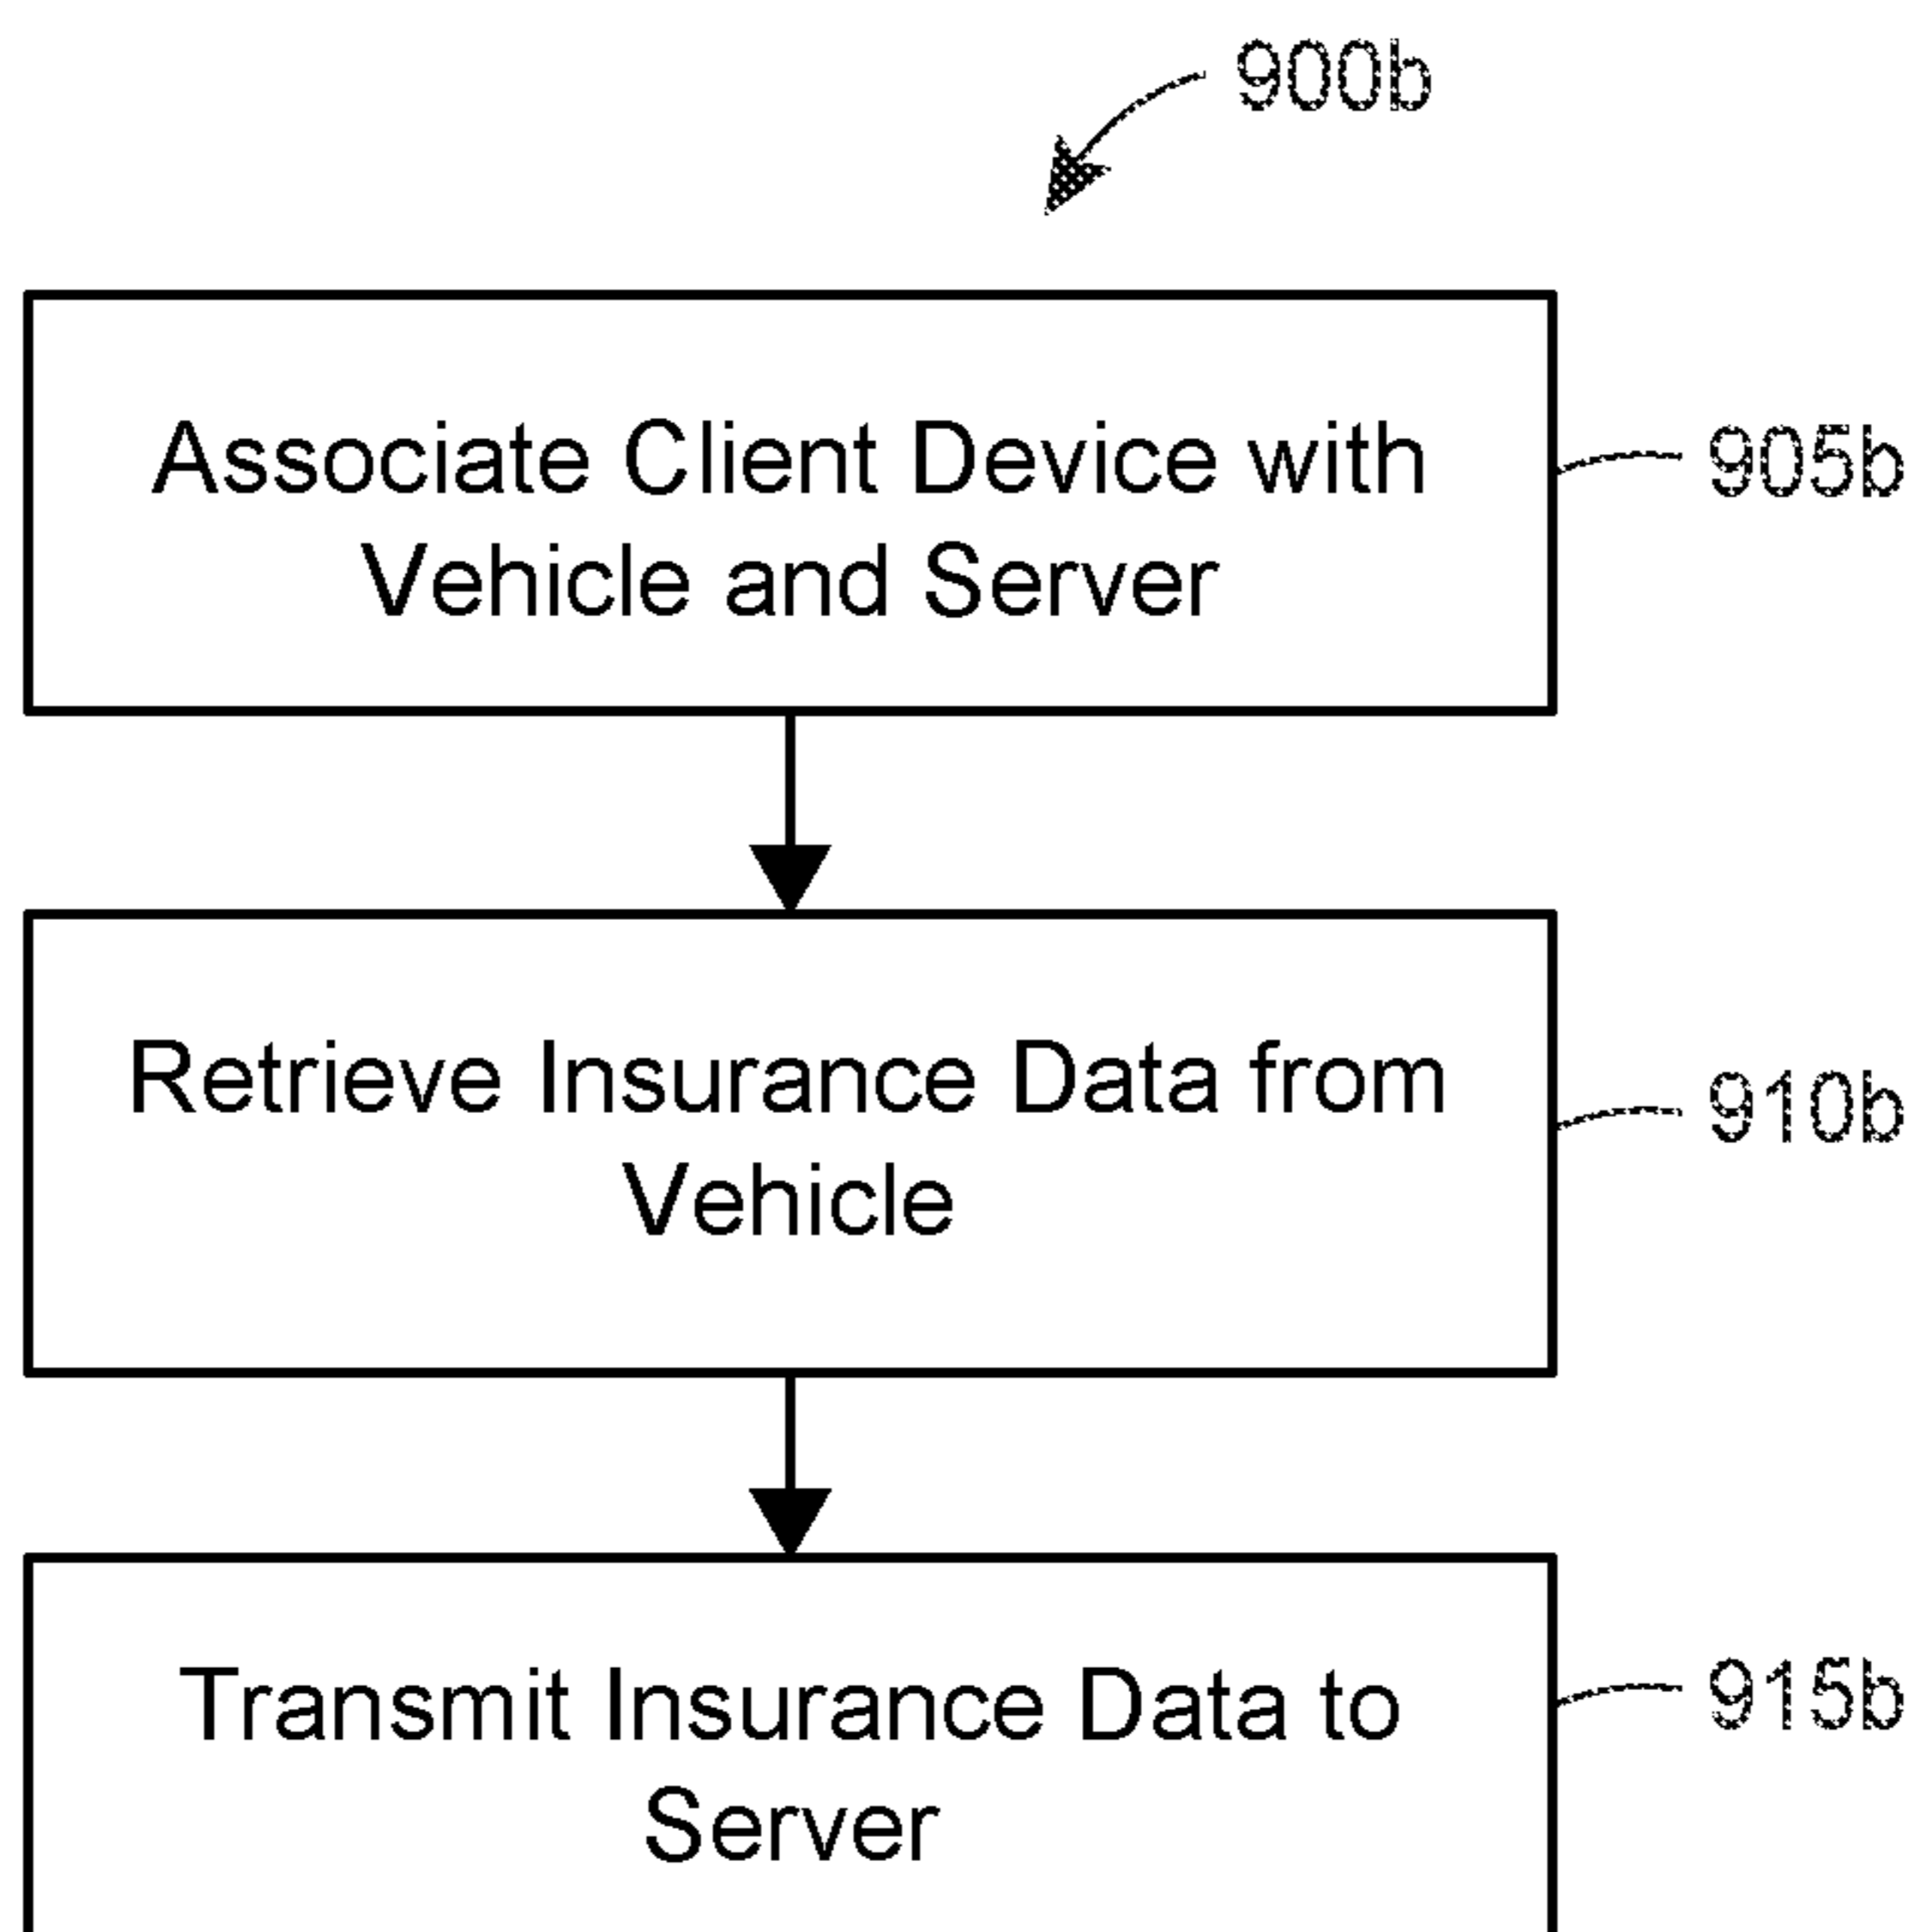 900b
Associate Client Device with
Vehicle and Server
905b
Retrieve Insurance Data from
Vehicle
910b
Transmit Insurance Data to
Server
915b